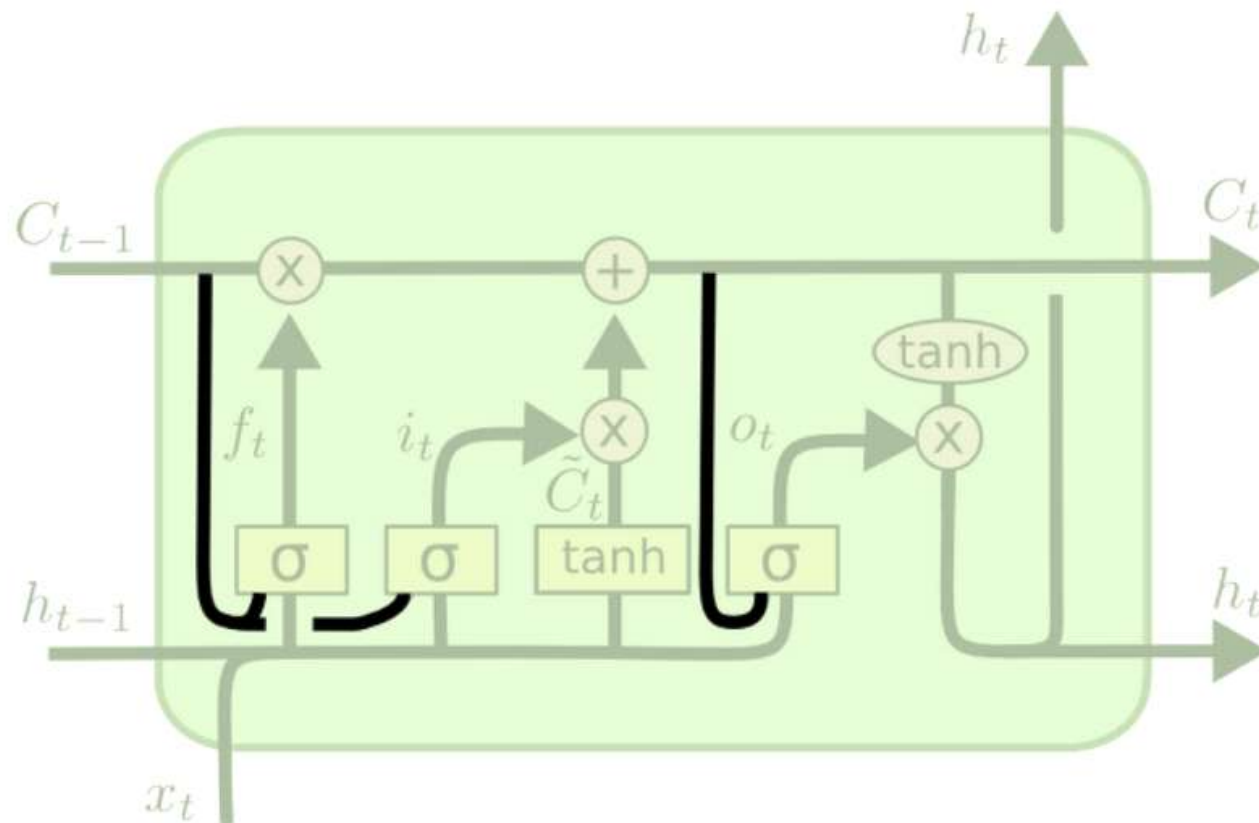 h_t
C_{t-1}
C_t
x
+
tanh
f_t
i_t
x
o_t
x
C̃_t
σ
σ
tanh
σ
h_{t-1}
h_t
x_t